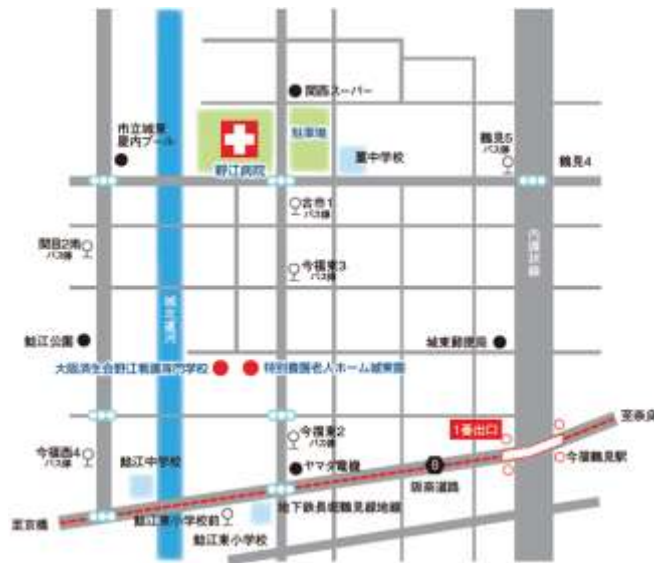 関西スーパー
市立城東
屋内プール
駐車場
菫中学校
鶴見5
バス停
鶴見4
野江病院
古市1
バス停
関目2南
バス停
今福東3
バス停
内環状線
城北運河
鯰江公園
城東郵便局
大阪済生会野江看護専門学校
特別養護老人ホーム城東園
至奈良
1番出口
今福東2
バス停
今福西4
バス停
鯰江中学校
ヤマダ電機
阪奈道路
今福鶴見駅
地下鉄長堀鶴見緑地線
至京橋
鯰江東小学校前
鯰江東小学校